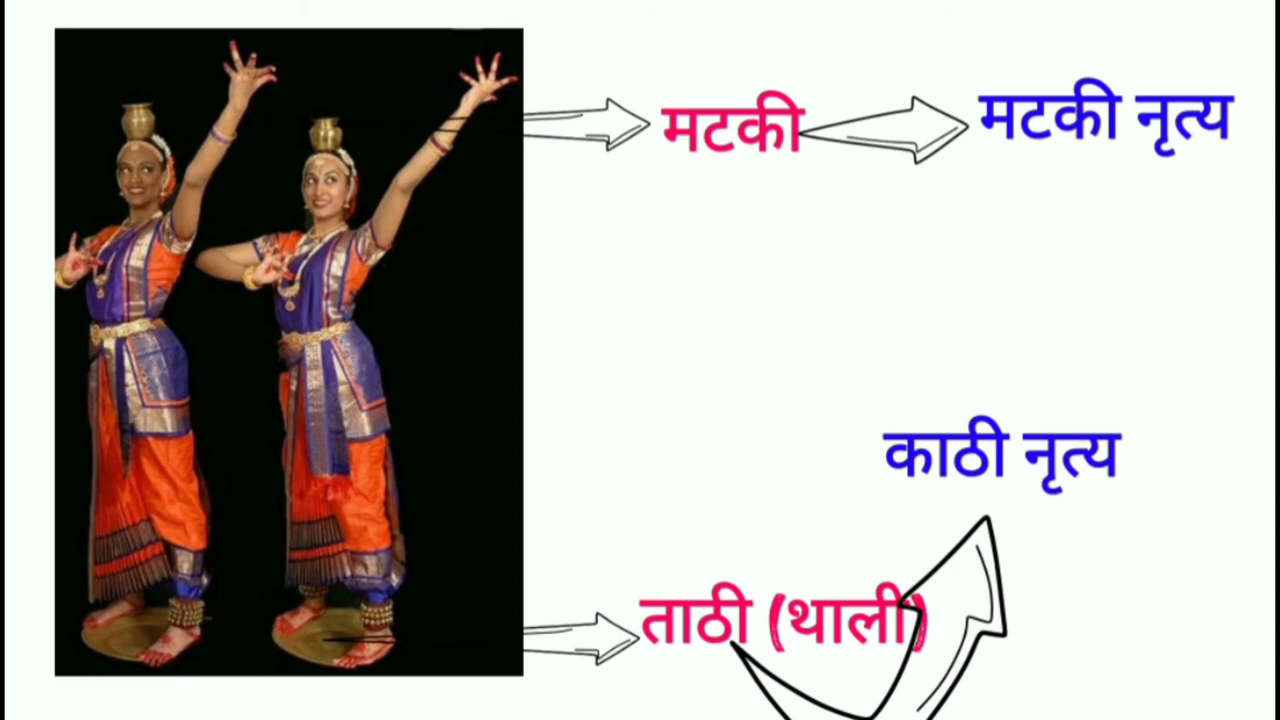 मटकी
मटकी नृत्य
काठी नृत्य
ताठी (थाली)